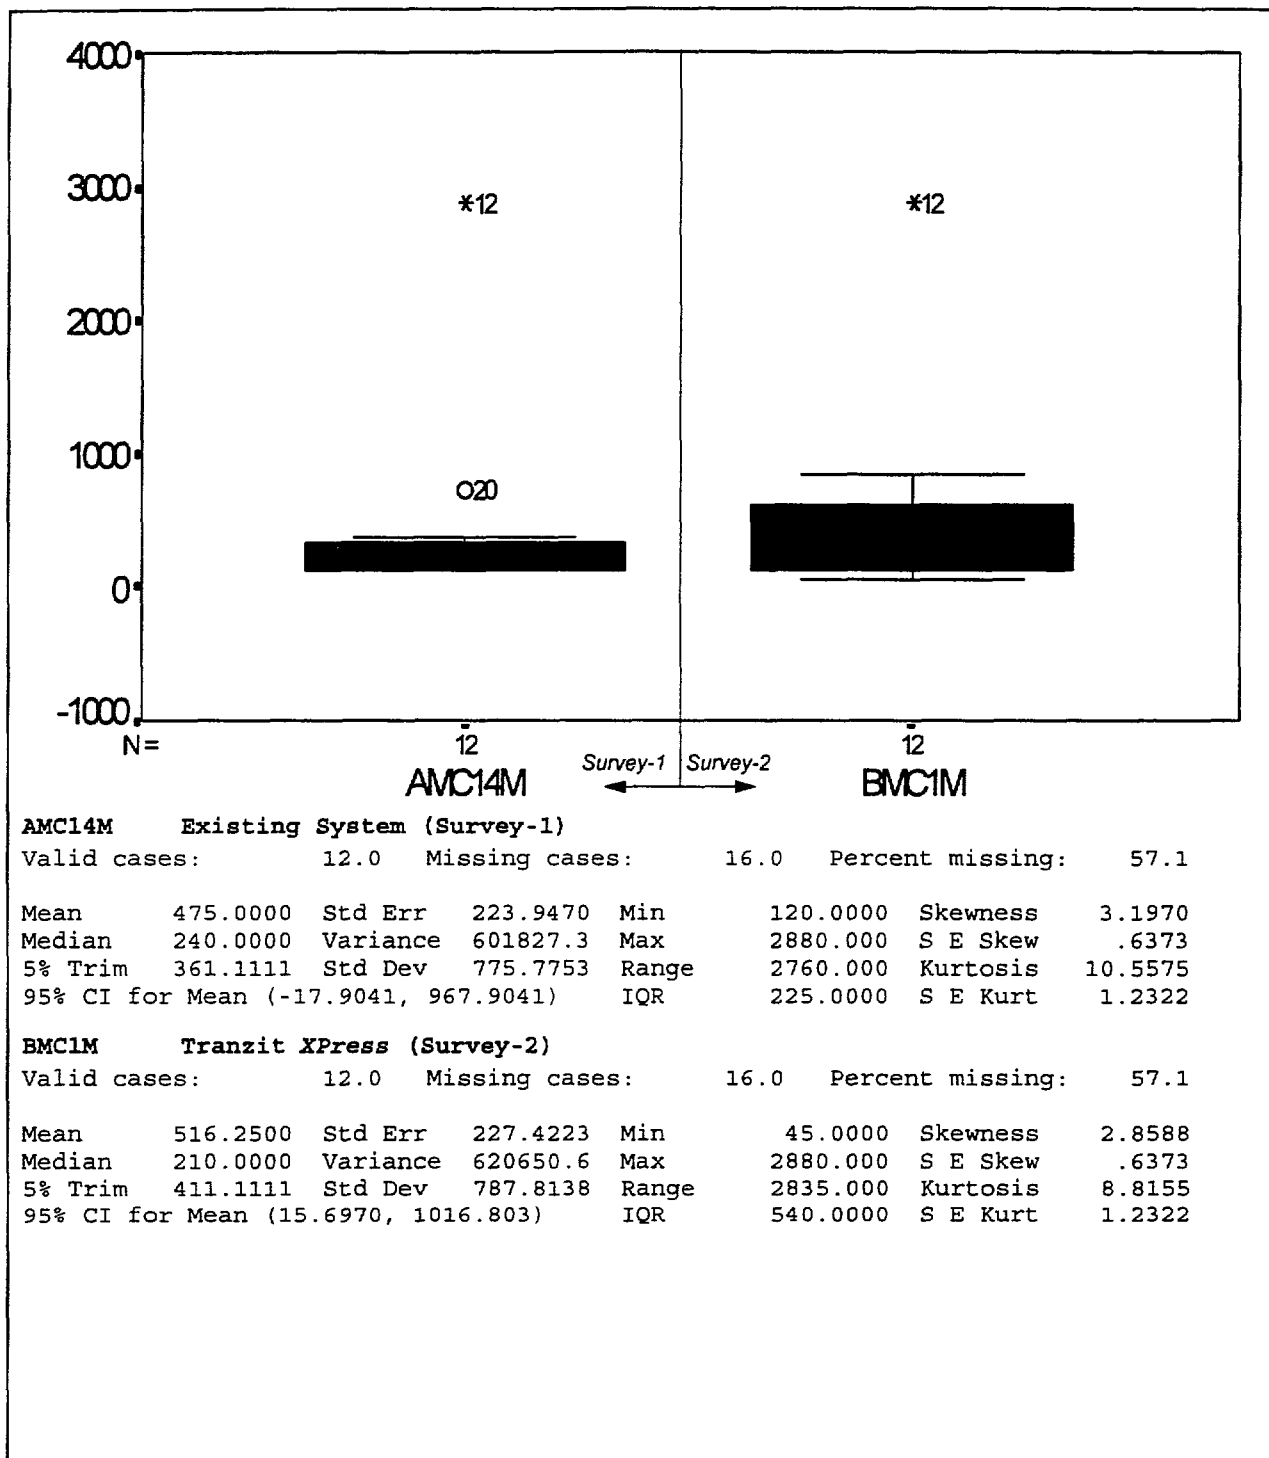 4000
3000
2000
1000
0
-1000
*12
*12
O20
N= 12 12
Survey-1 Survey-2
AMC14M BMC1M
AMC14M Existing System (Survey-1)
Valid cases: 12.0 Missing cases: 16.0 Percent missing: 57.1
Mean 475.0000 Std Err 223.9470 Min 120.0000 Skewness 3.1970
Median 240.0000 Variance 601827.3 Max 2880.000 S E Skew .6373
5% Trim 361.1111 Std Dev 775.7753 Range 2760.000 Kurtosis 10.5575
95% CI for Mean (-17.9041, 967.9041) IQR 225.0000 S E Kurt 1.2322
BMC1M Tranzit XPress (Survey-2)
Valid cases: 12.0 Missing cases: 16.0 Percent missing: 57.1
Mean 516.2500 Std Err 227.4223 Min 45.0000 Skewness 2.8588
Median 210.0000 Variance 620650.6 Max 2880.000 S E Skew .6373
5% Trim 411.1111 Std Dev 787.8138 Range 2835.000 Kurtosis 8.8155
95% CI for Mean (15.6970, 1016.803) IQR 540.0000 S E Kurt 1.2322